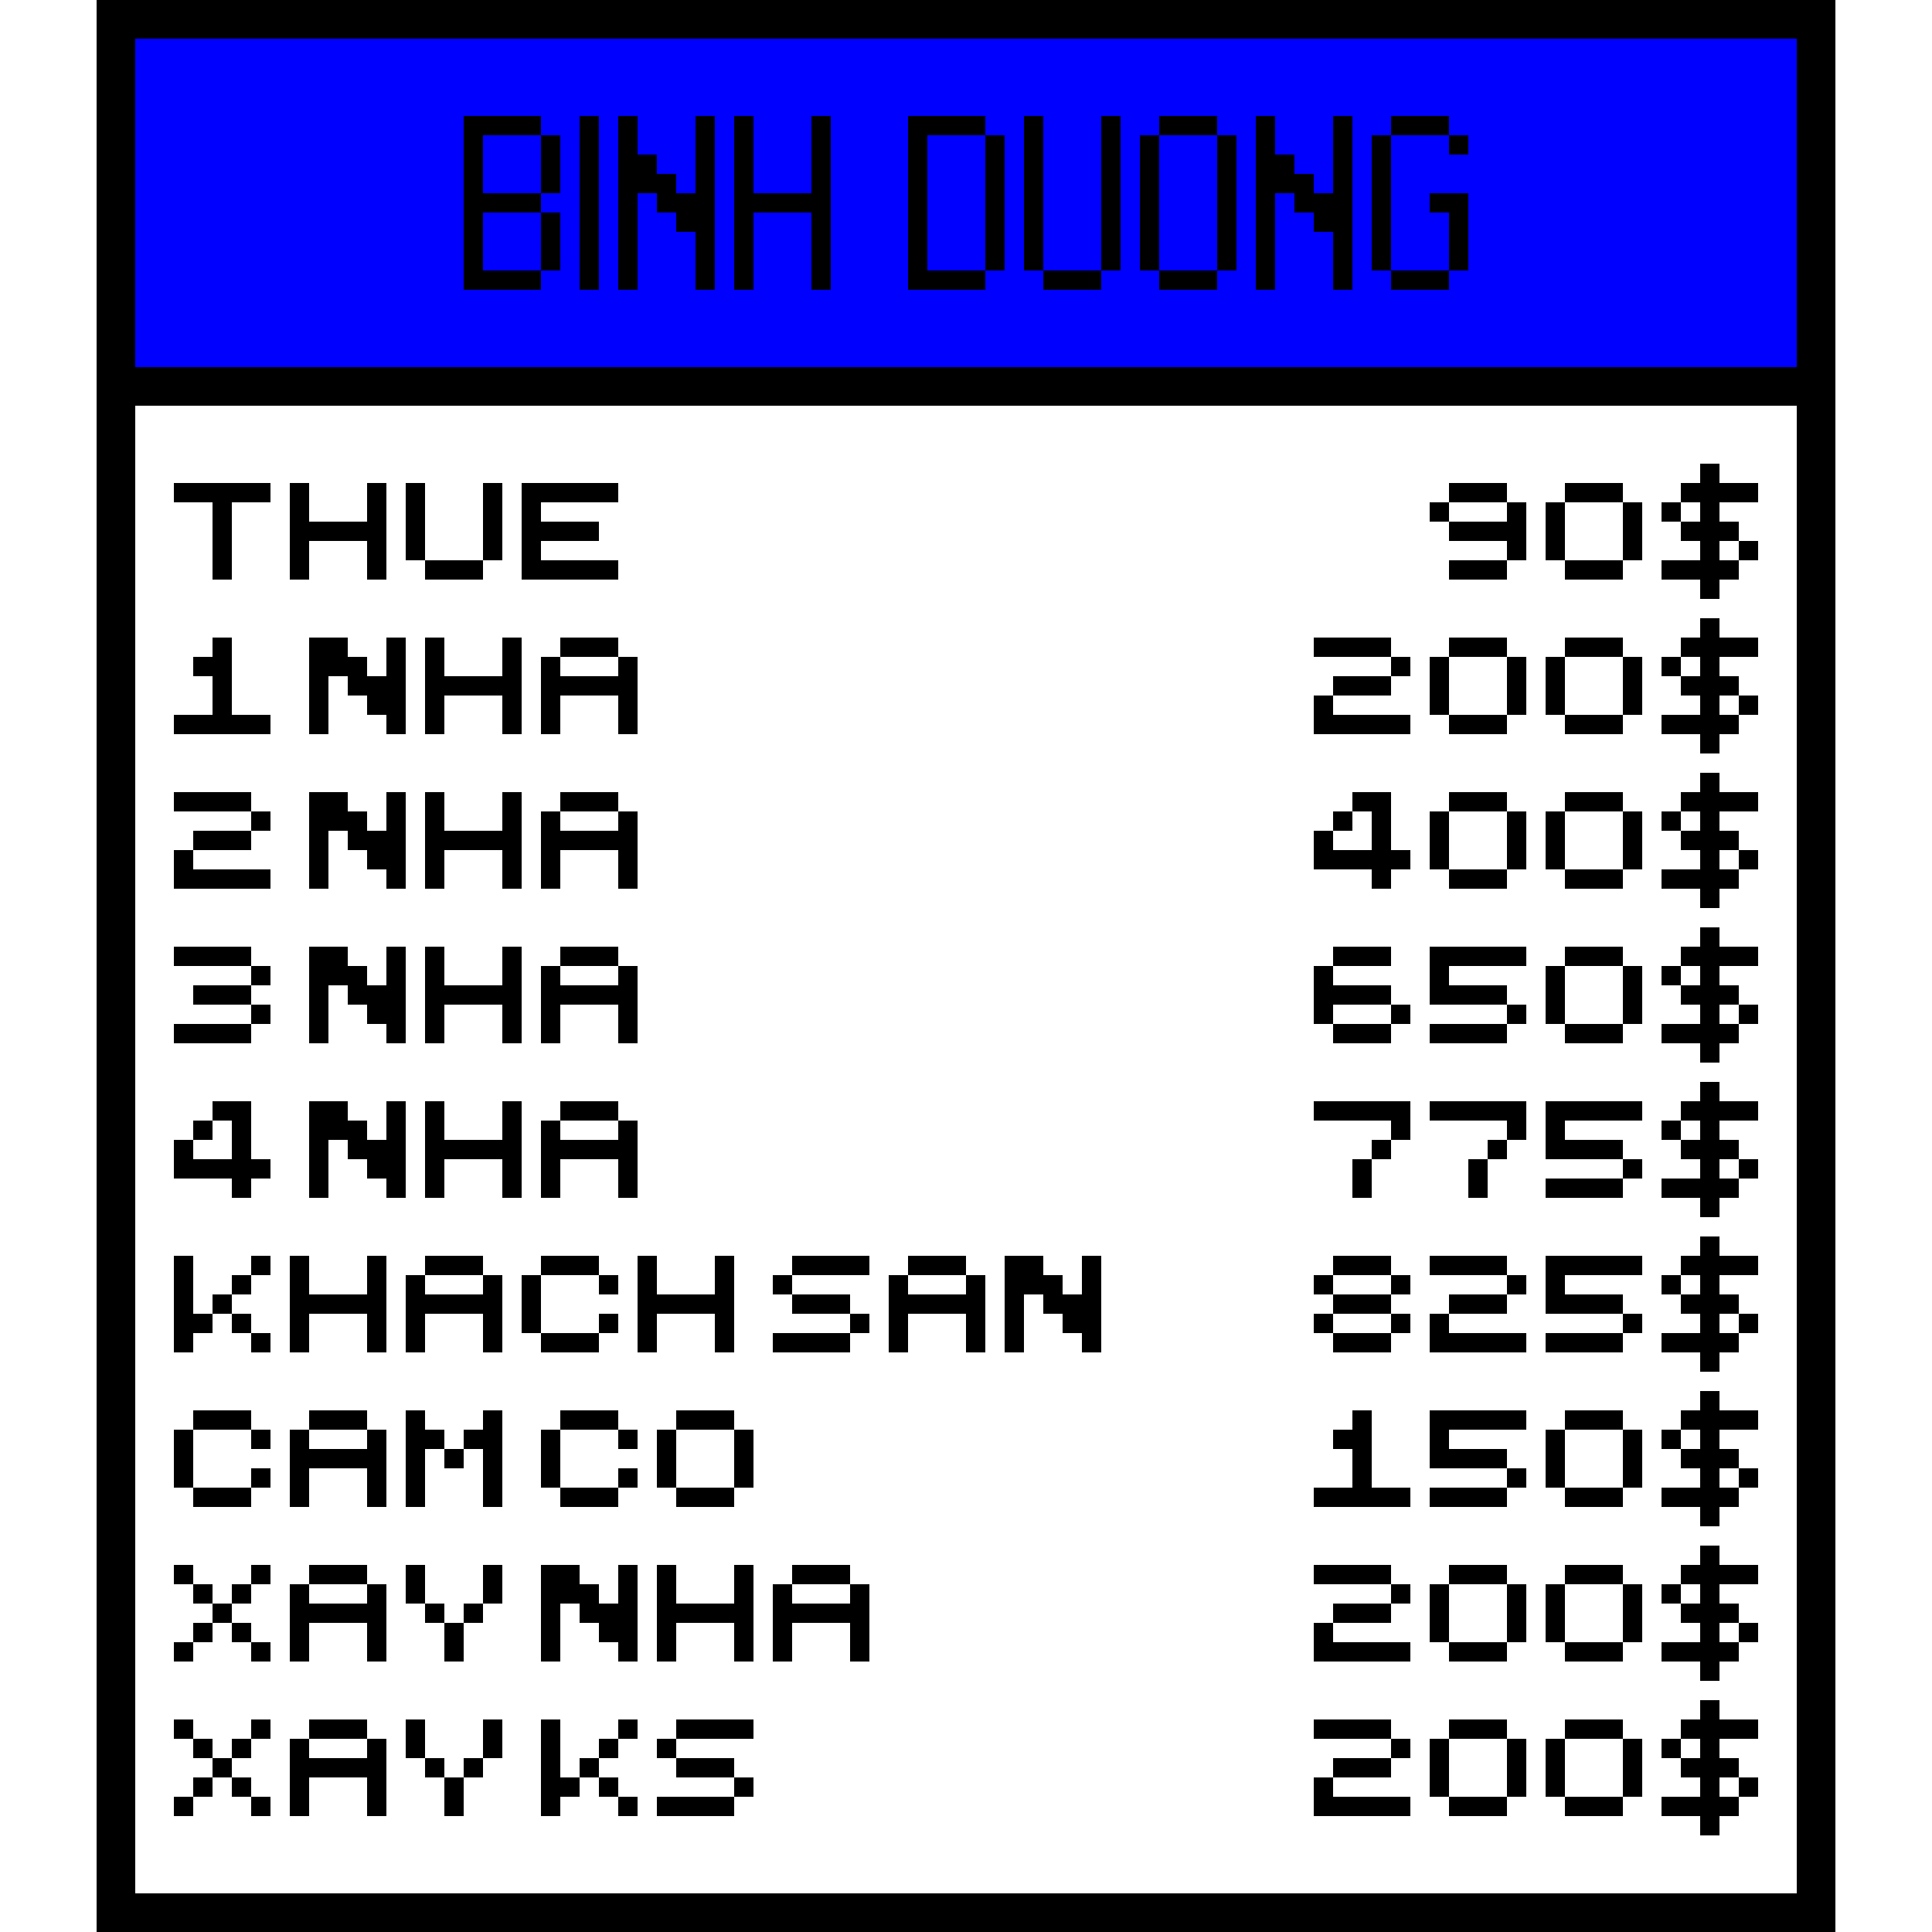 BINH DUONG
THUE 90$
1 NHA 200$
2 NHA 400$
3 NHA 650$
4 NHA 775$
KHACH SAN 825$
CAM CO 150$
XAY NHA 200$
XAY KS 200$